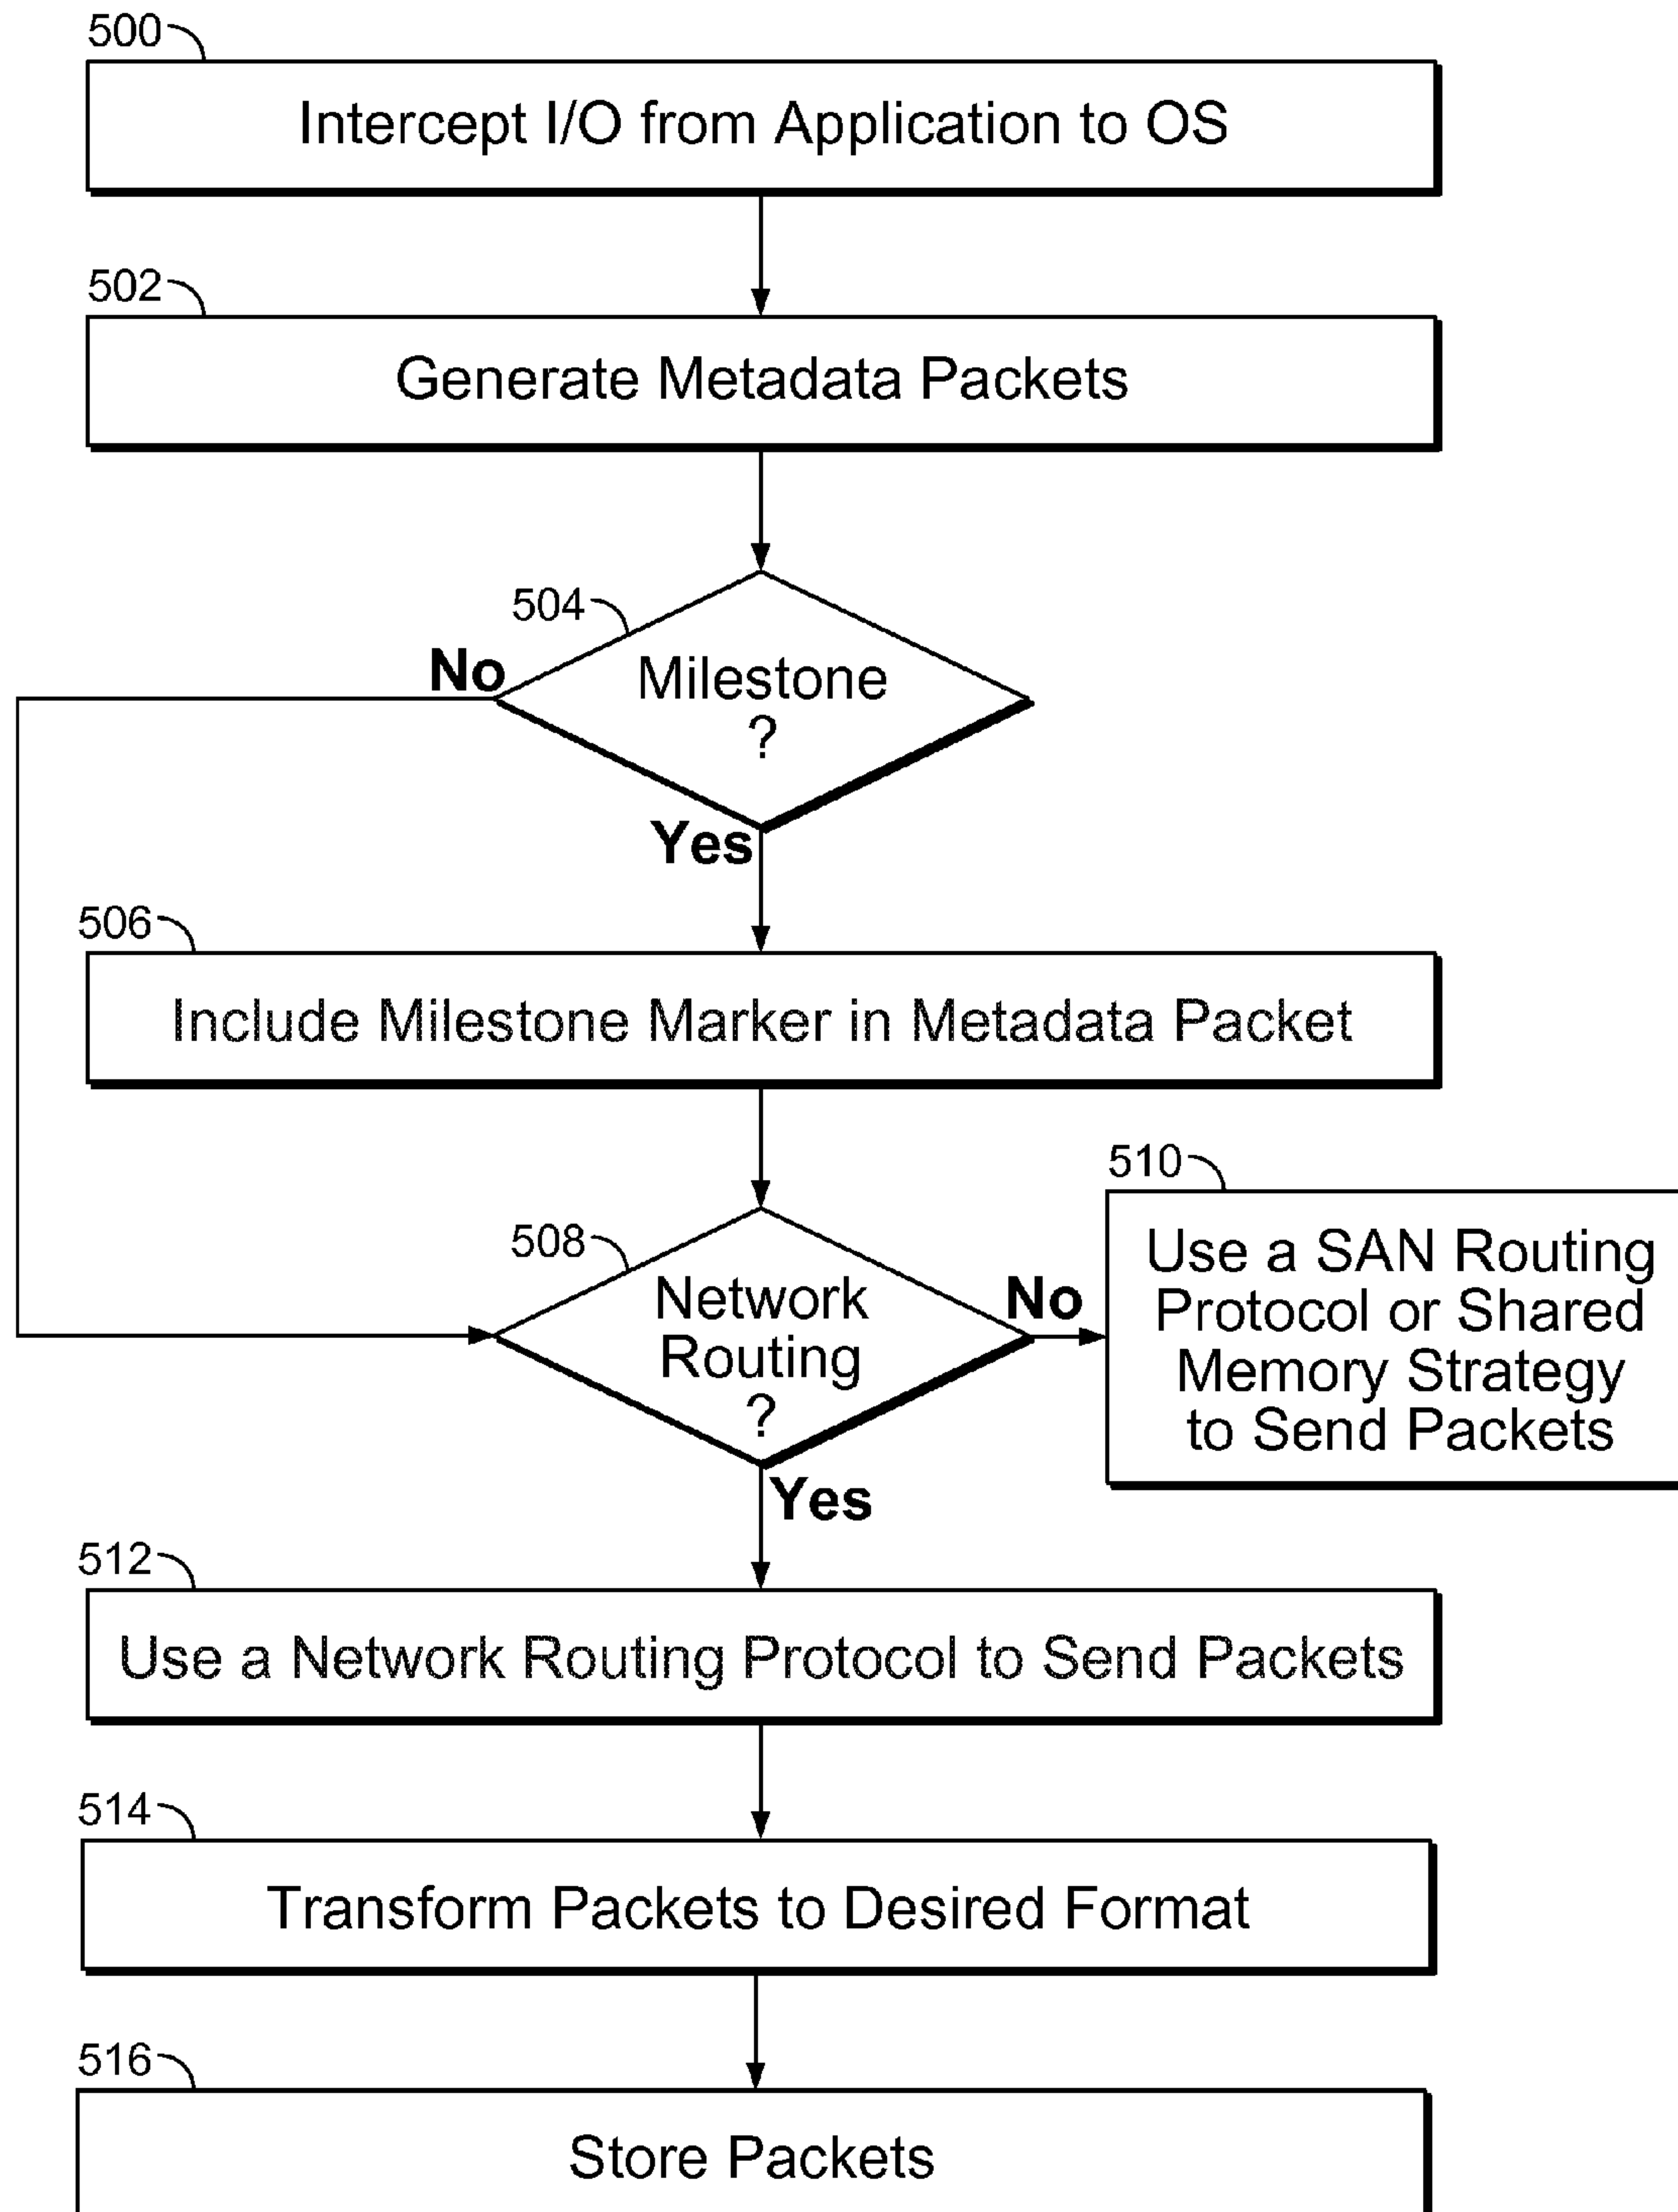 500
Intercept I/O from Application to OS
502
Generate Metadata Packets
504
No
Milestone
?
Yes
506
Include Milestone Marker in Metadata Packet
510
508
Use a SAN Routing
Protocol or Shared
Memory Strategy
to Send Packets
Network
Routing
?
No
Yes
512
Use a Network Routing Protocol to Send Packets
514
Transform Packets to Desired Format
516
Store Packets